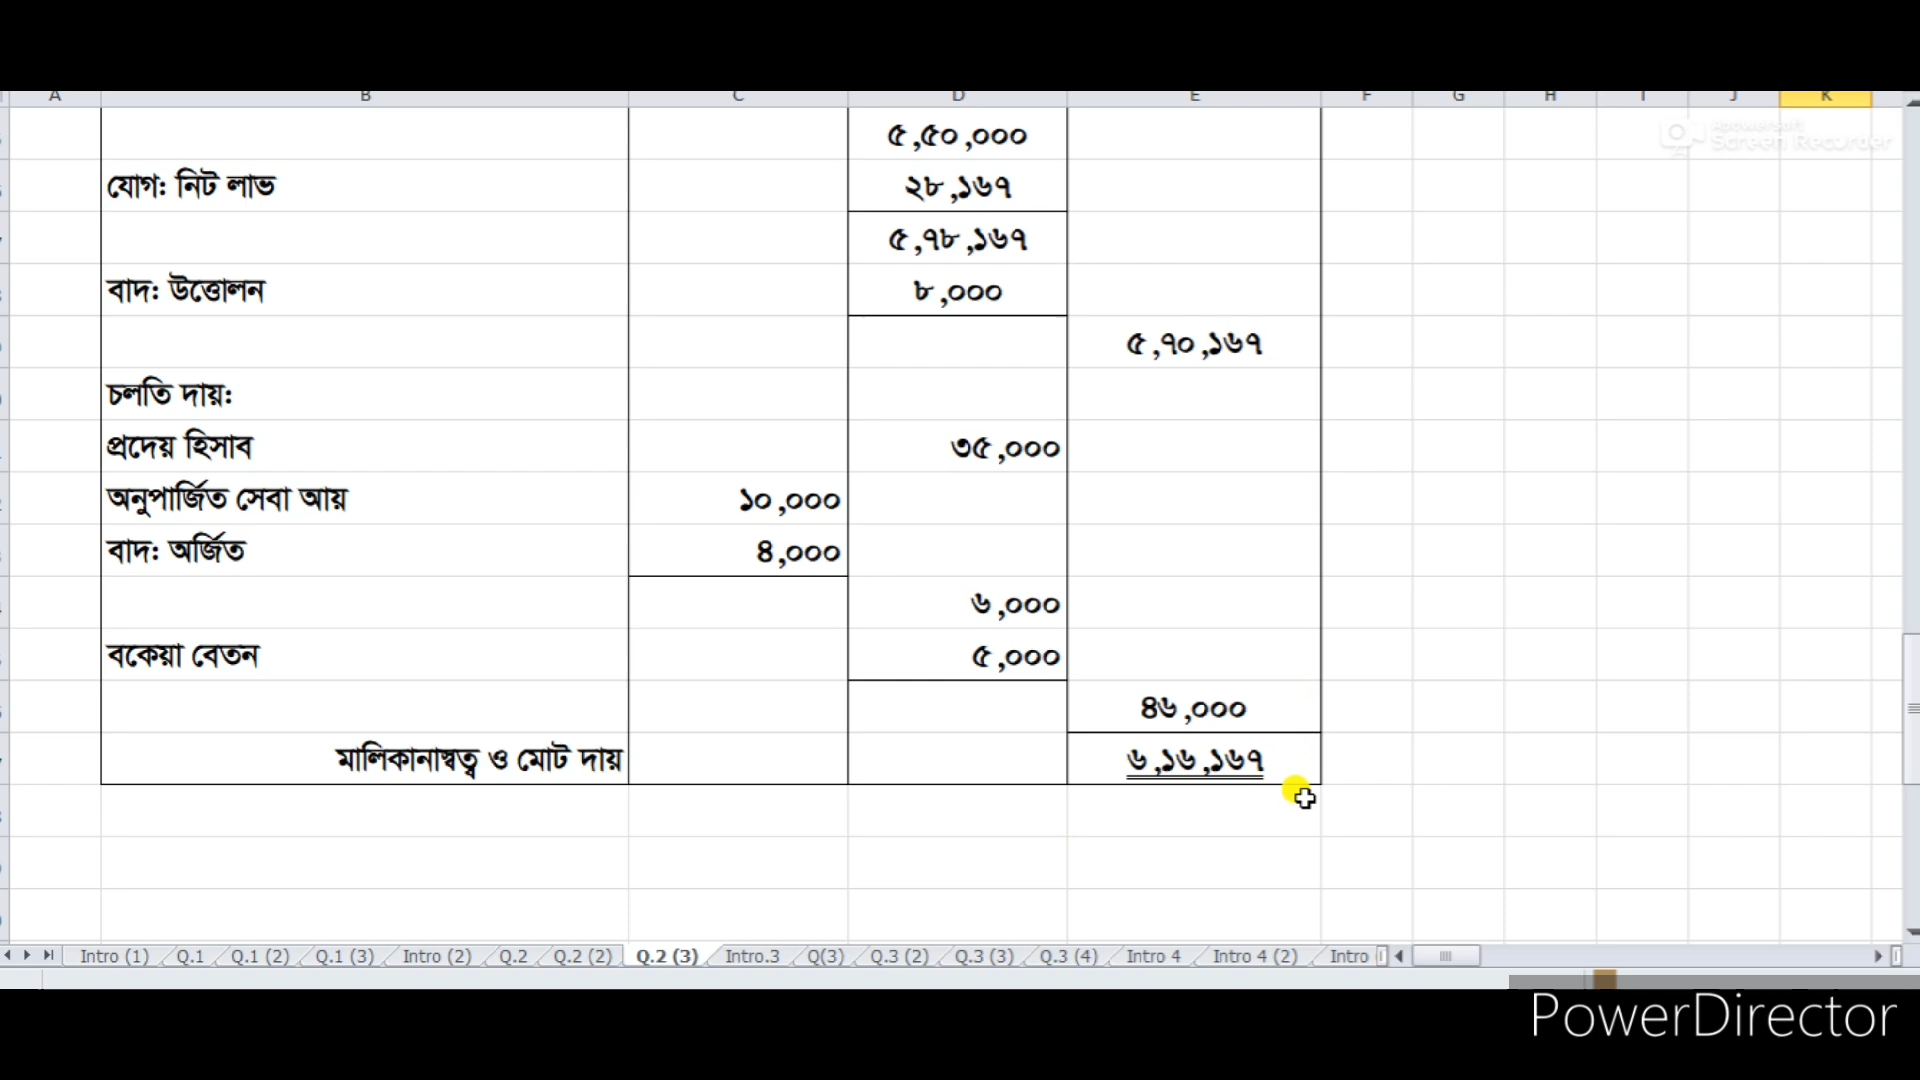 A B C D E F G H I J K
৫,৫০,০০০
Apowersoft
Screen Recorder
যোগ: নিট লাভ ২৮,১৬৭
৫,৭৮,১৬৭
বাদ: উত্তোলন ৮,০০০
৫,৭০,১৬৭
চলতি দায়:
প্রদেয় হিসাব ৩৫,০০০
অনুপার্জিত সেবা আয় ১০,০০০
বাদ: অর্জিত ৪,০০০
৬,০০০
বকেয়া বেতন ৫,০০০
৪৬,০০০
মালিকানাস্বত্ব ও মোট দায় ৬,১৬,১৬৭
Intro (1) Q.1 Q.1 (2) Q.1 (3) Intro (2) Q.2 Q.2 (2) Q.2 (3) Intro.3 Q(3) Q.3 (2) Q.3 (3) Q.3 (4) Intro 4 Intro 4 (2) Intro
PowerDirector